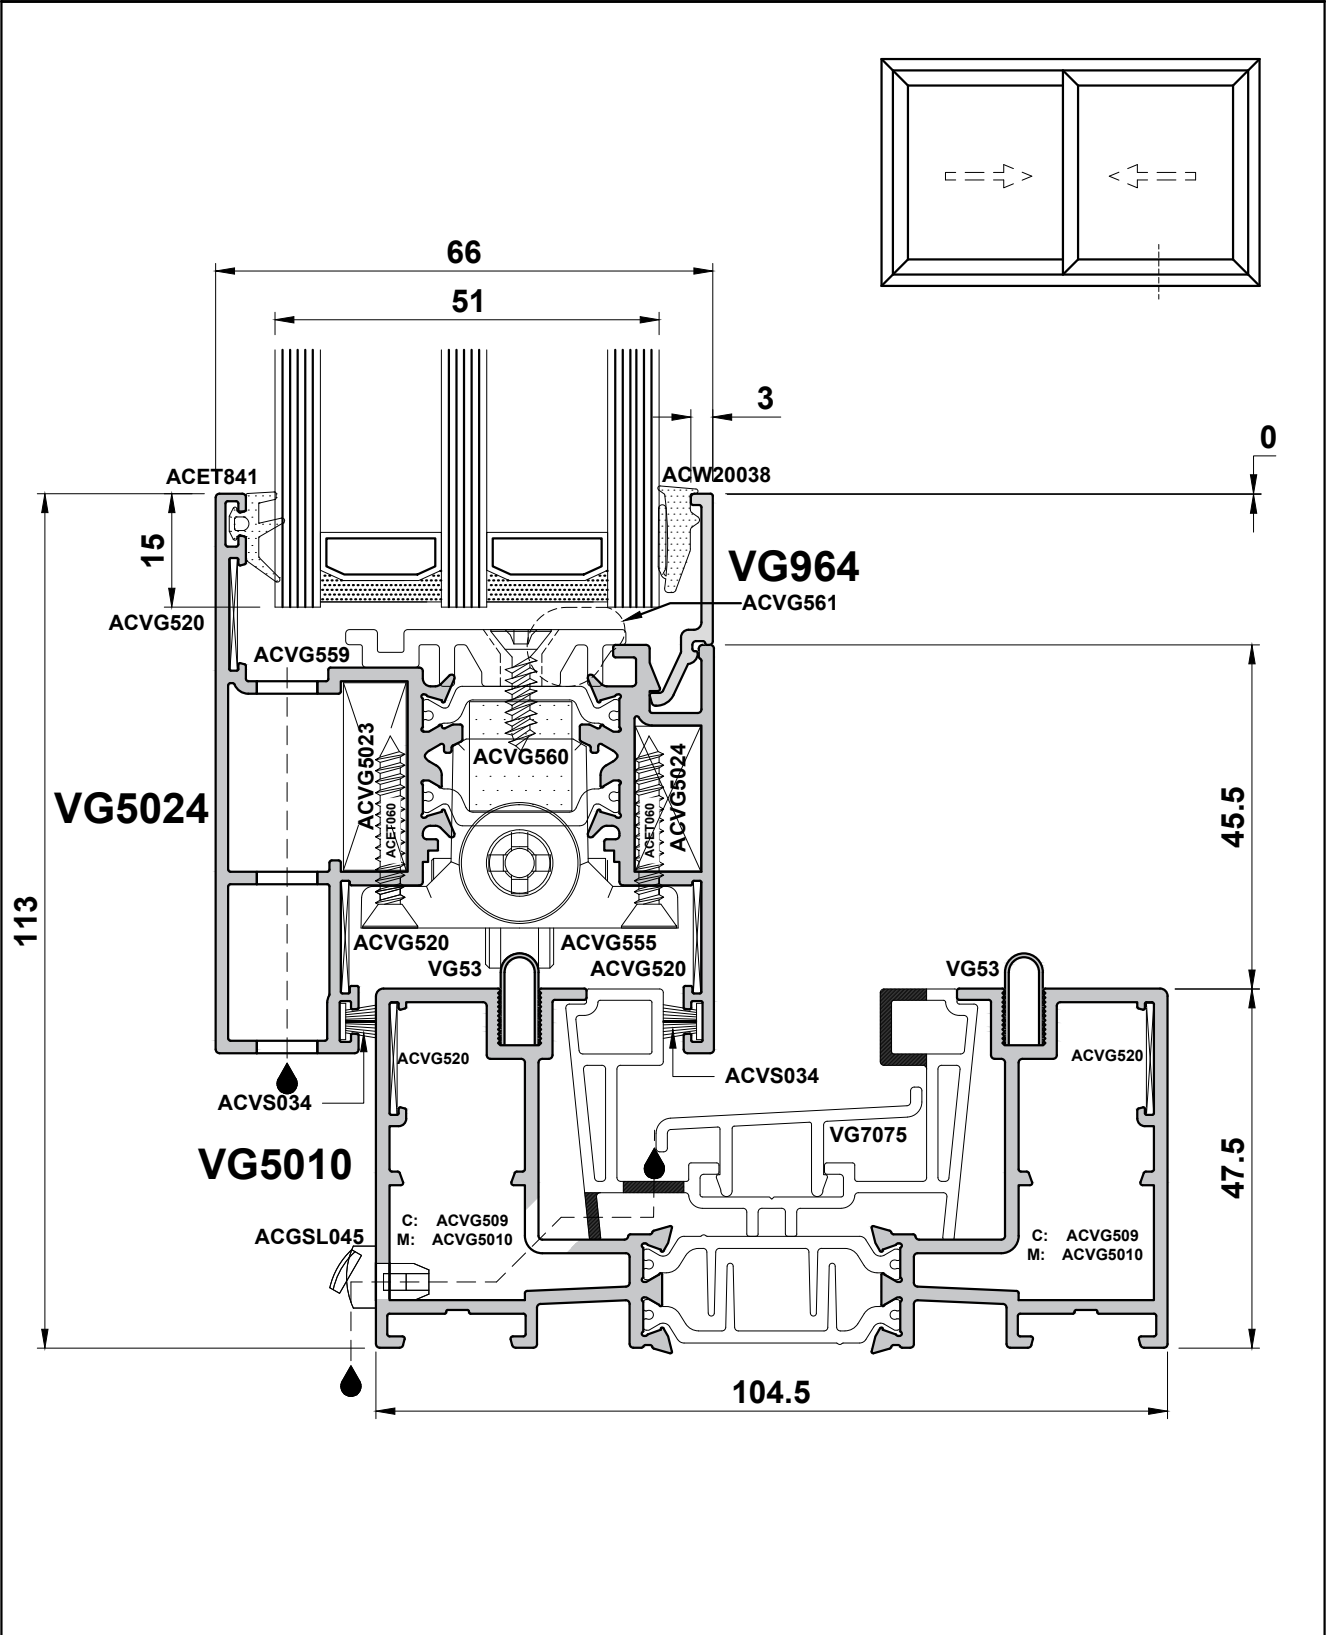 66
51
3
0
ACET841
ACW20038
15
VG964
ACVG561
ACVG520
ACVG559
ACVG5023
ACVG560
ACVG5024
ACET060
ACET060
VG5024
45.5
113
ACVG520
ACVG555
VG53
ACVG520
VG53
ACVG520
ACVG520
ACVS034
ACVS034
VG7075
VG5010
47.5
C: ACVG509
M: ACVG5010
ACGSL045
C: ACVG509
M: ACVG5010
104.5